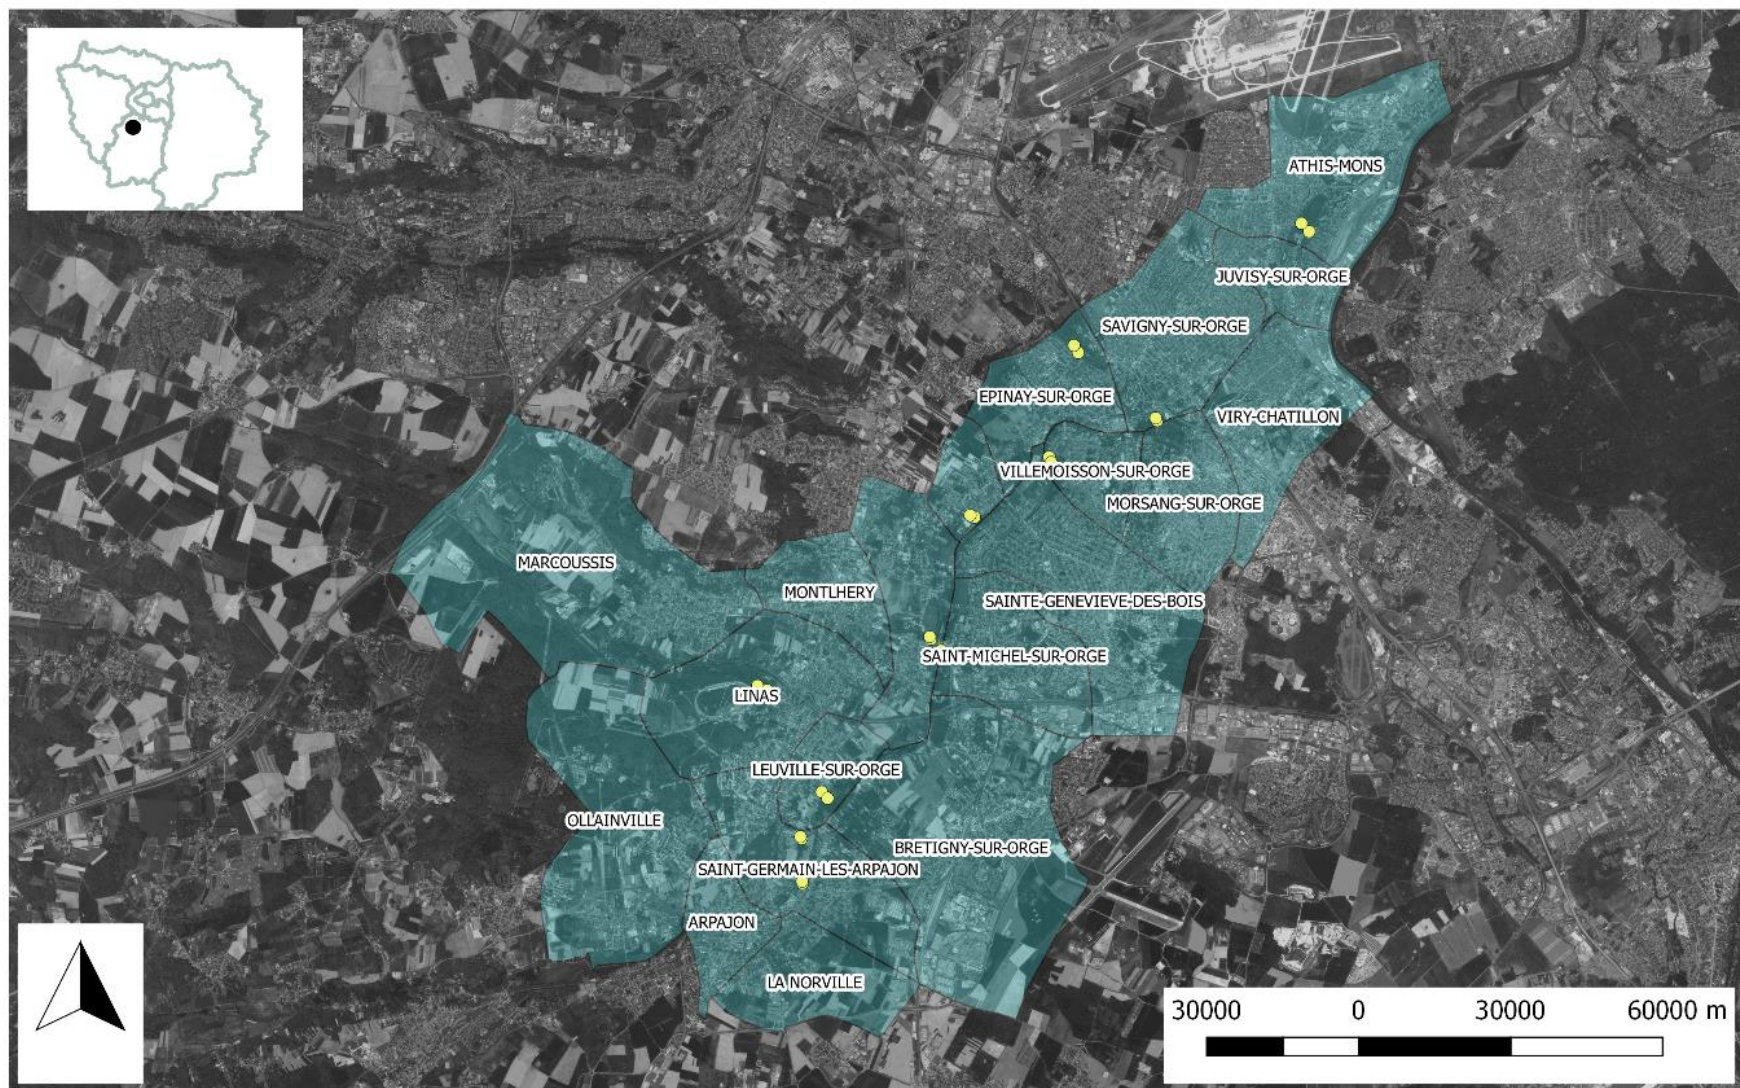 ATHIS-MONS
JUVISY-SUR-ORGE
SAVIGNY-SUR-ORGE
EPINAY-SUR-ORGE
VIRY-CHATILLON
VILLEMOISSON-SUR-ORGE
MORSANG-SUR-ORGE
MARCOUSSIS
MONTLHERY
SAINTE-GENEVIEVE-DES-BOIS
SAINT-MICHEL-SUR-ORGE
LINAS
LEUVILLE-SUR-ORGE
OLLAINVILLE
BRETIGNY-SUR-ORGE
SAINT-GERMAIN-LES-ARPAJON
ARPAJON
LA NORVILLE
30000 0 30000 60000 m